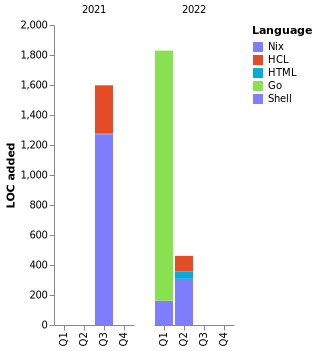 2021 2022
Language
Nix
HCL
HTML
Go
Shell
LOC added
2,000
1,800
1,600
1,400
1,200
1,000
800
600
400
200
0
Q1 Q2 Q3 Q4 Q1 Q2 Q3 Q4